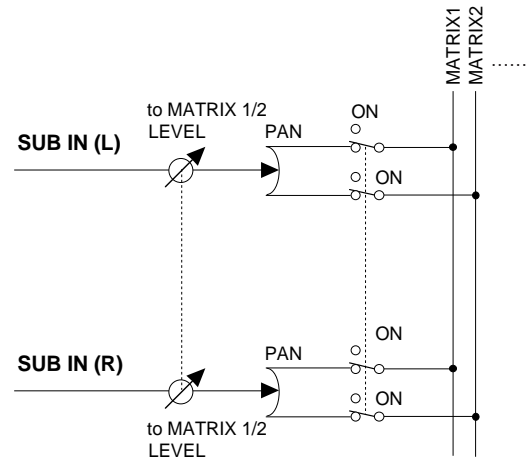 MATRIX1
MATRIX2
......
to MATRIX 1/2
LEVEL
ON
PAN
SUB IN (L)
ON
ON
PAN
SUB IN (R)
ON
to MATRIX 1/2
LEVEL